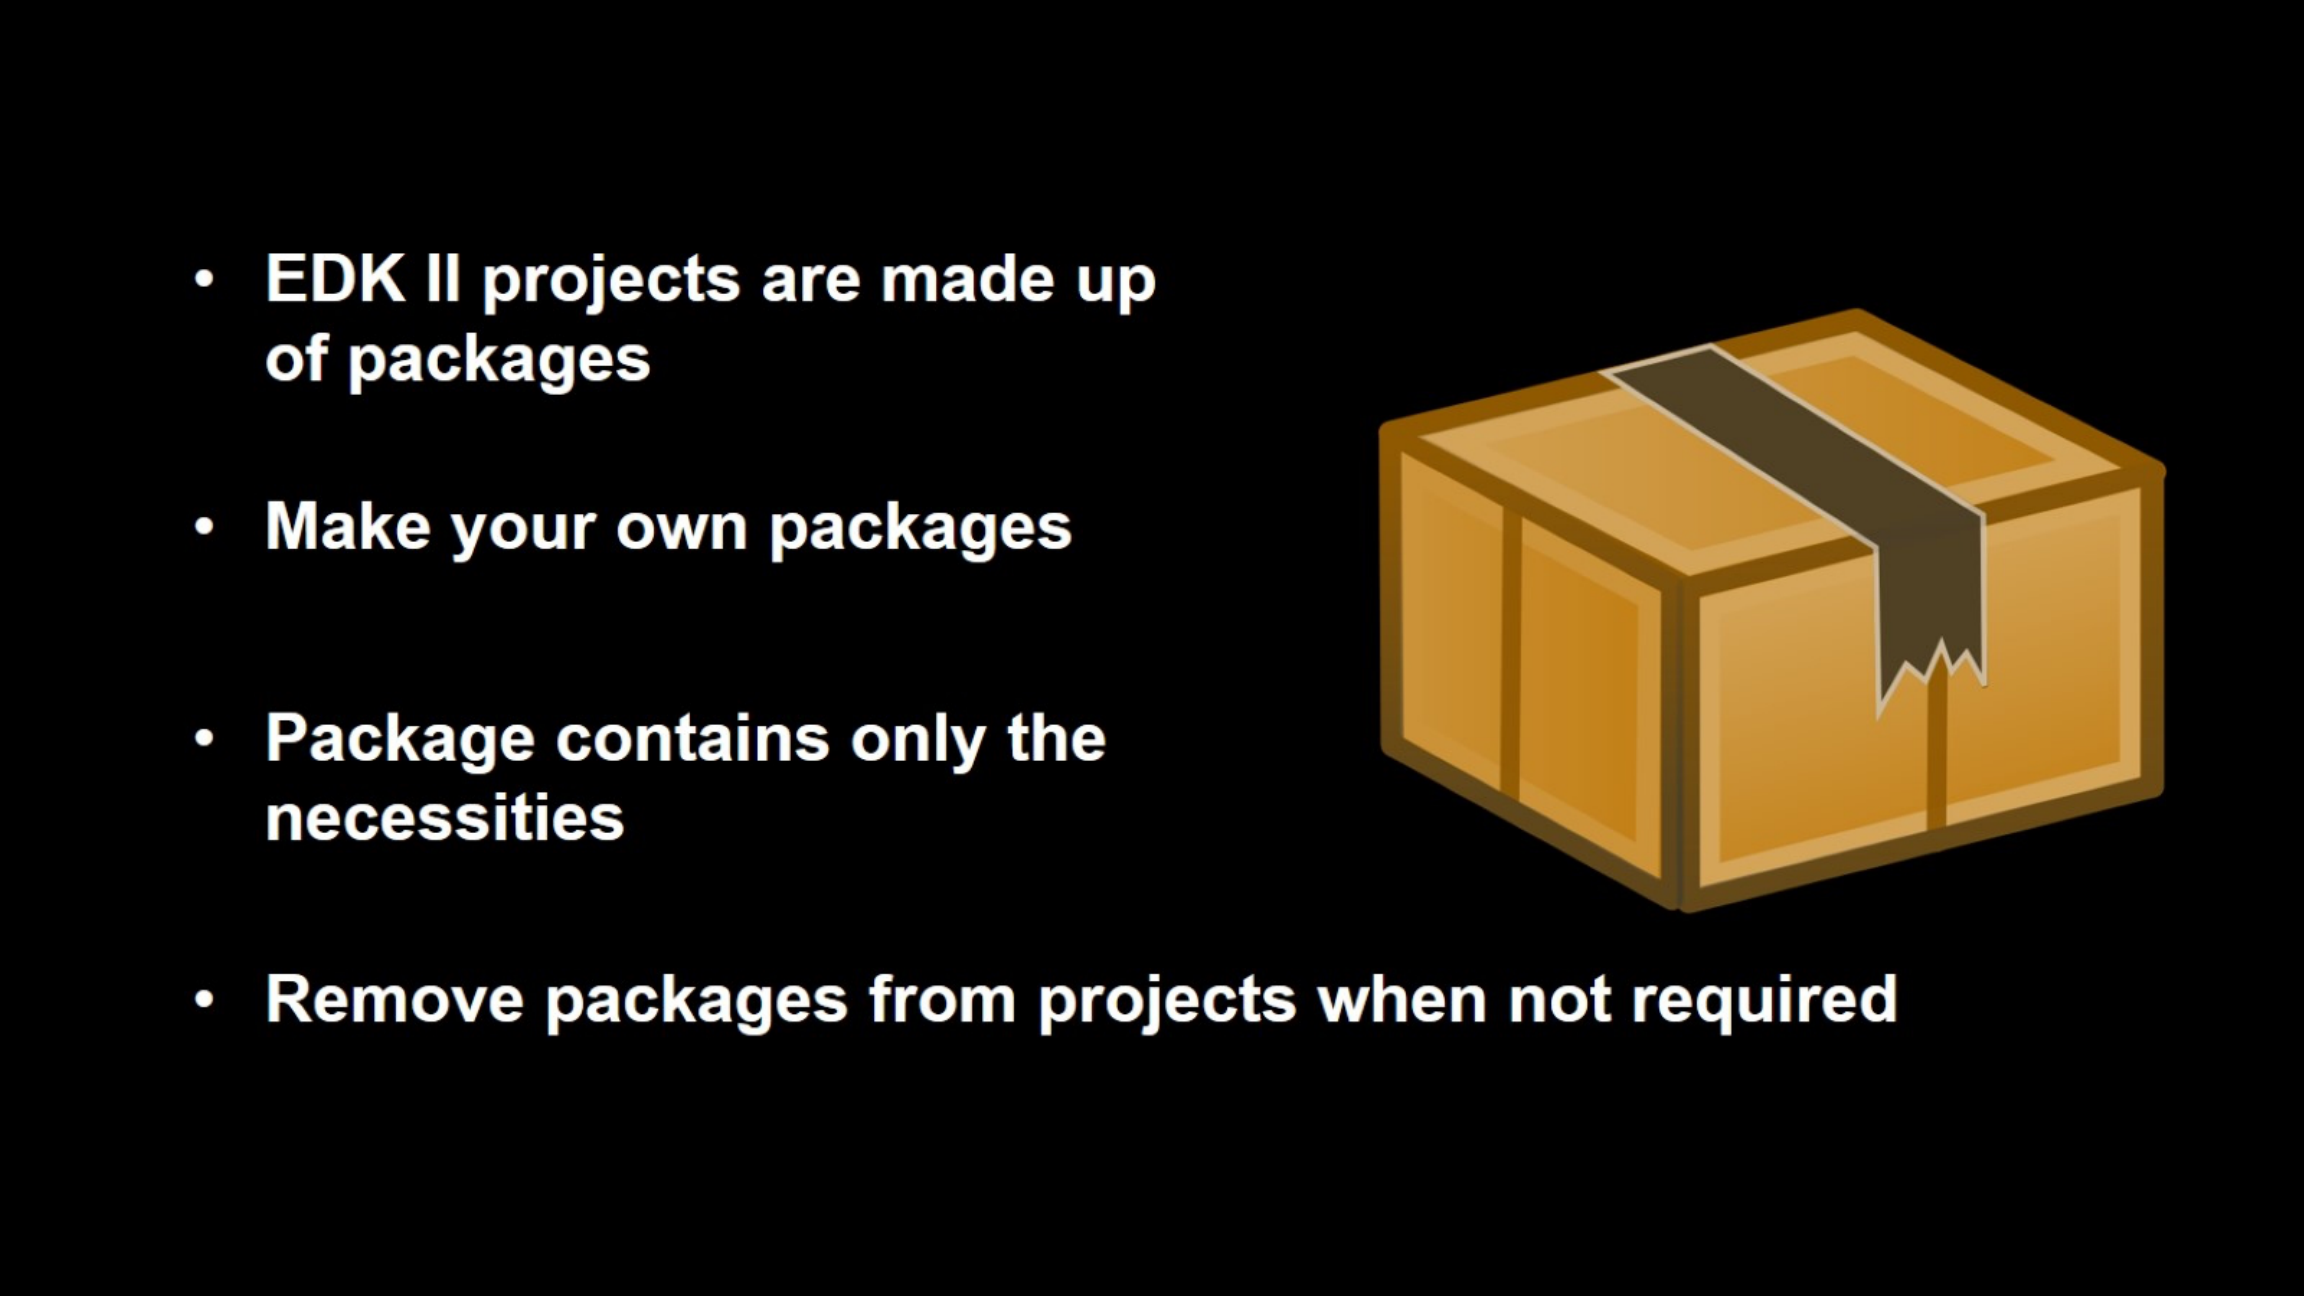 • EDK II projects are made up
of packages
• Make your own packages
• Package contains only the
necessities
• Remove packages from projects when not required